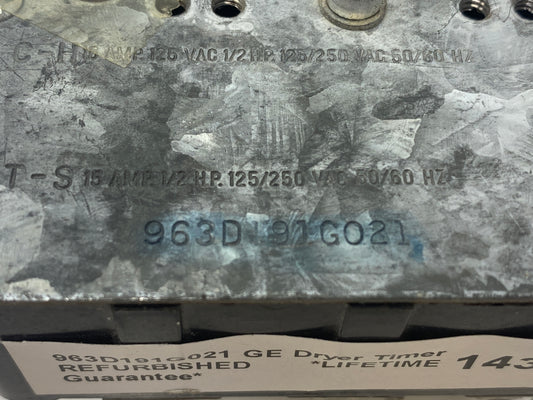 C-H 15 AMP. 125 VAC 1/2 H.P. 125/250 VAC 50/60 HZ
T-S 15 AMP. 1/2 H.P. 125/250 VAC 50/60 HZ
963D191G021
963D191G021 GE Dryer Timer
REFURBISHED *LIFETIME 143
Guarantee*